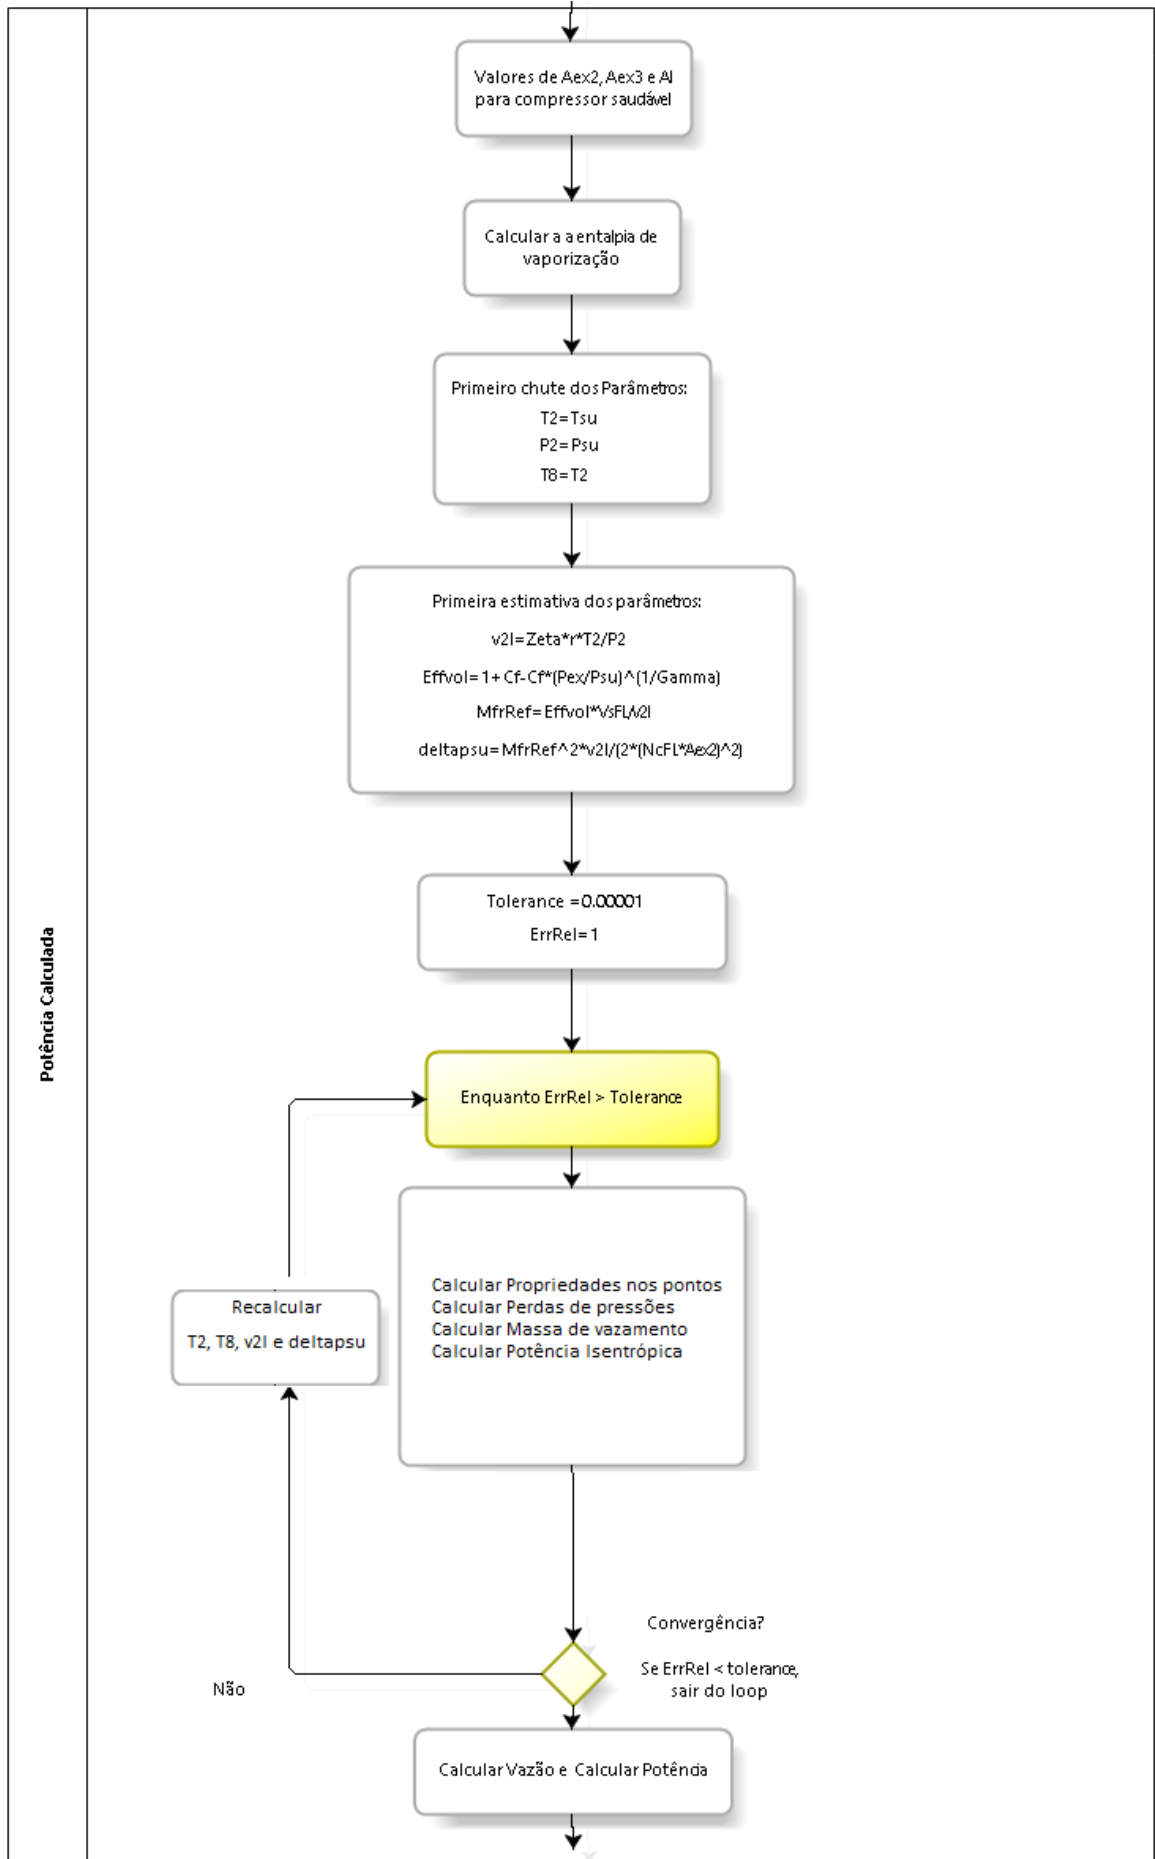 Valores de Aex2, Aex3 e Al
para compressor saudável
Calcular a a entalpia de
vaporização
Primeiro chute dos Parâmetros:
T2=Tsu
P2=Psu
T8=T2
Primeira estimativa dos parâmetros:
v2l=Zeta*r*T2/P2
Effvol=1+Cf-Cf*(Pex/Psu)^(1/Gamma)
MfrRef=Effvol*VsFL/v2l
deltapsu=MfrRef^2*v2l/(2*(NcFL*Aex2)^2)
Tolerance =0.00001
ErrRel=1
Potência Calculada
Enquanto ErrRel > Tolerance
Calcular Propriedades nos pontos
Calcular Perdas de pressões
Calcular Massa de vazamento
Calcular Potência Isentrópica
Recalcular
T2, T8, v2l e deltapsu
Convergência?
Se ErrRel < tolerance,
sair do loop
Não
Calcular Vazão e Calcular Potência